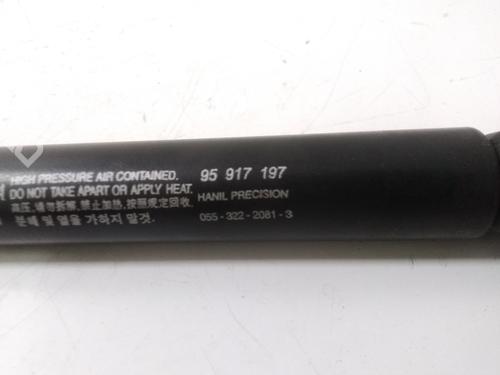 HIGH PRESSURE AIR CONTAINED.
DO NOT TAKE APART OR APPLY HEAT.
高压, 请勿拆解, 禁止加热, 按照规定回收.
분해 및 열을 가하지 말것.
95 917 197
HANIL PRECISION
055-322-2081-3